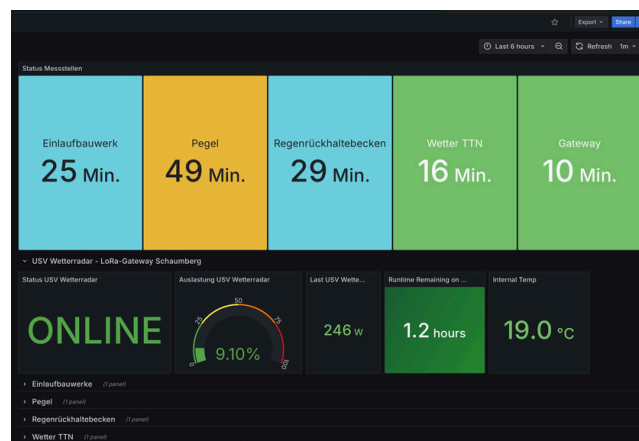 Export
Share
Last 6 hours
Refresh 1m
Status Messstellen
Einlaufbauwerk
25 Min.
Pegel
49 Min.
Regenrückhaltebecken
29 Min.
Wetter TTN
16 Min.
Gateway
10 Min.
USV Wetterradar - LoRa-Gateway Schaumberg
Status USV Wetterradar
ONLINE
Auslastung USV Wetterradar
0
25
50
75
100
9.10%
Last USV Wette...
246 W
Runtime Remaining on ...
1.2 hours
Internal Temp
19.0 °C
Einlaufbauwerke (1 panel)
Pegel (1 panel)
Regenrückhaltebecken (1 panel)
Wetter TTN (1 panel)